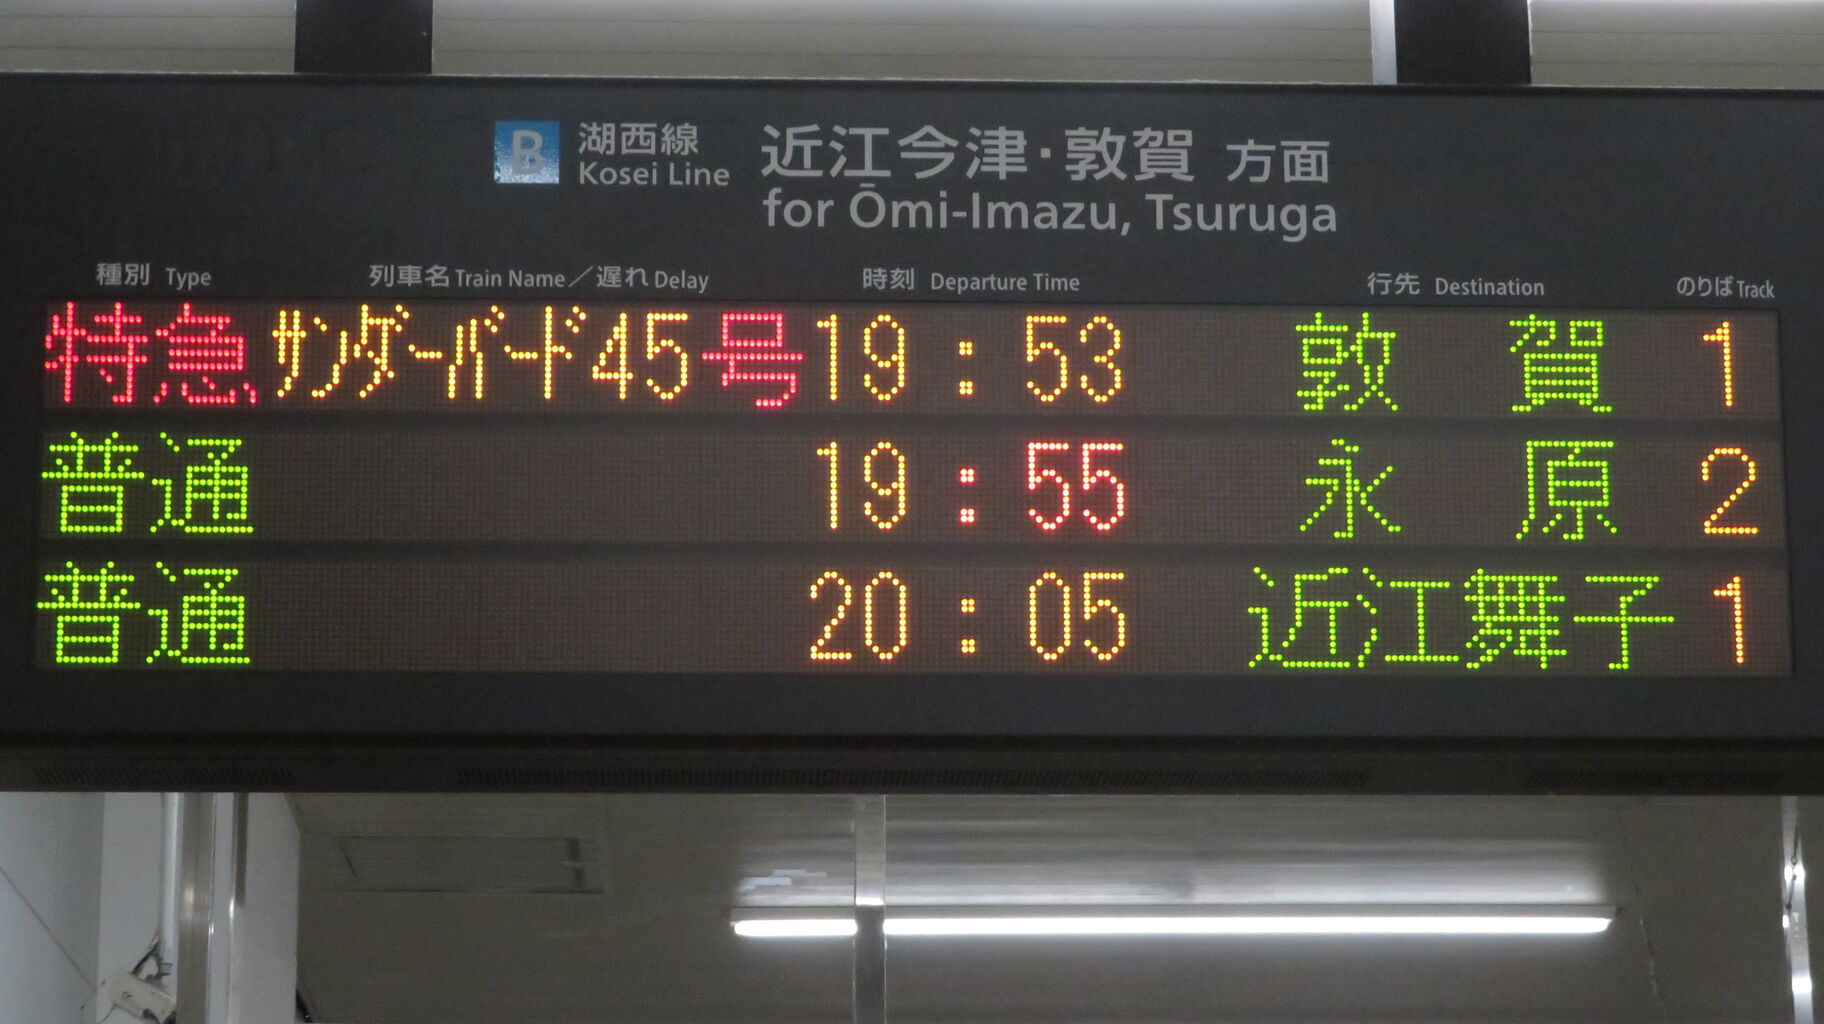 B 湖西線 近江今津・敦賀 方面
Kosei Line for Ōmi-Imazu, Tsuruga
種別 Type 列車名 Train Name／遅れ Delay 時刻 Departure Time 行先 Destination のりば Track
特急 サンダーバード45号 19:53 敦賀 1
普通 19:55 永原 2
普通 20:05 近江舞子 1